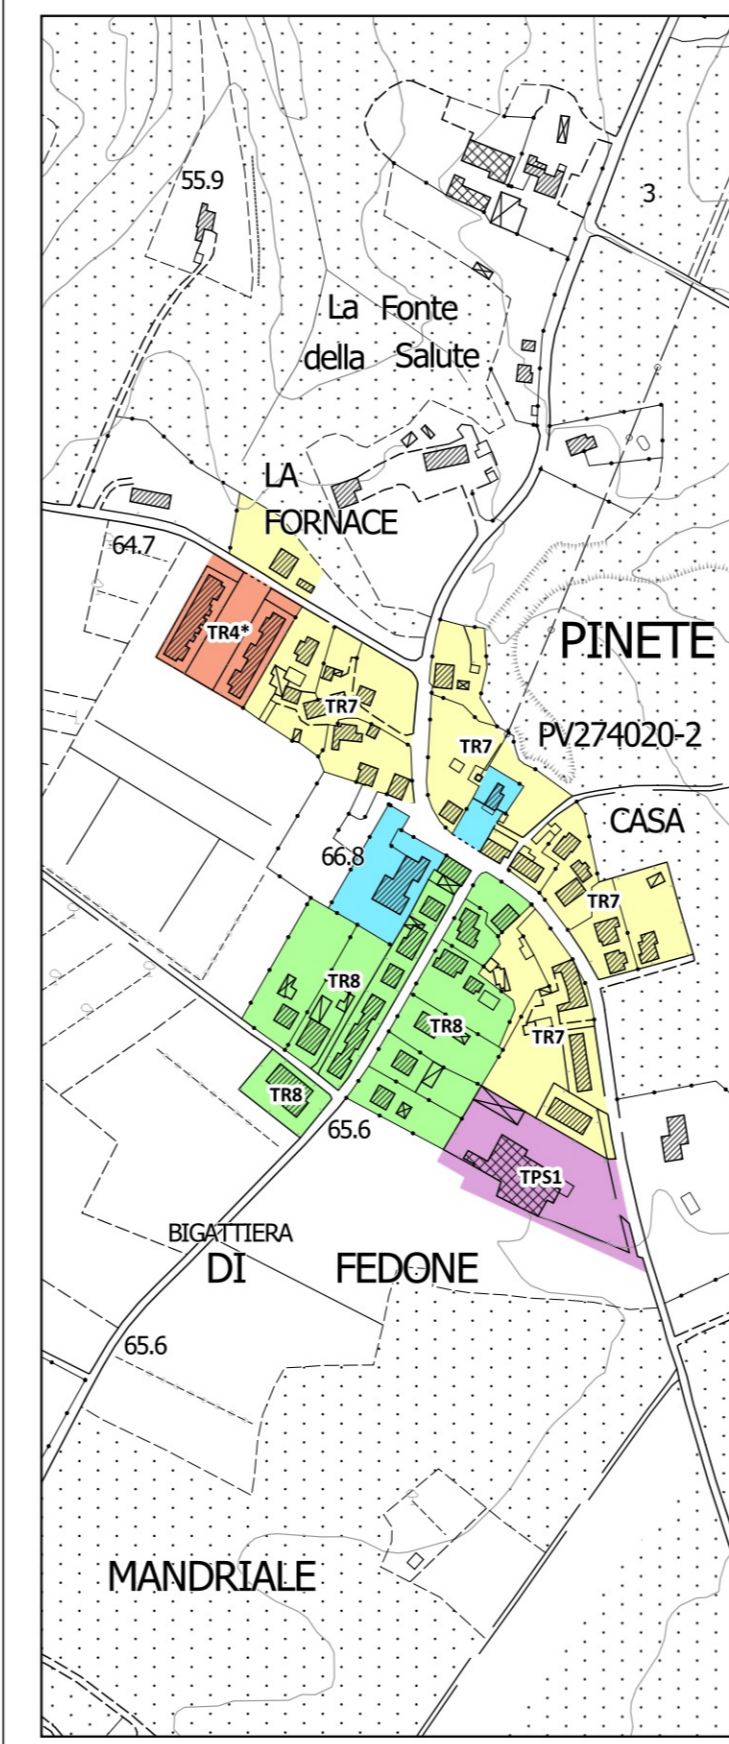 55.9
3
La Fonte
della Salute
LA
FORNACE
64.7
TR4*
PINETE
TR7
TR7
PV274020-2
CASA
66.8
TR7
TR8
TR8
TR7
TR8
65.6
TPS1
BIGATTIERA
DI FEDONE
65.6
MANDRIALE